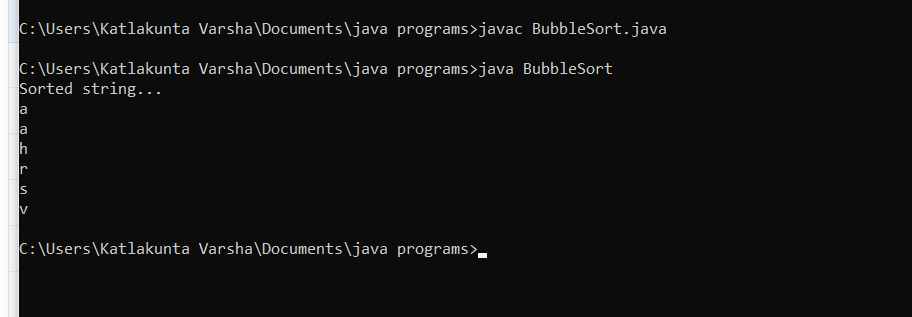 C:\Users\Katlakunta Varsha\Documents\java programs>javac BubbleSort.java
C:\Users\Katlakunta Varsha\Documents\java programs>java BubbleSort
Sorted string...
a
a
h
r
s
v
C:\Users\Katlakunta Varsha\Documents\java programs>